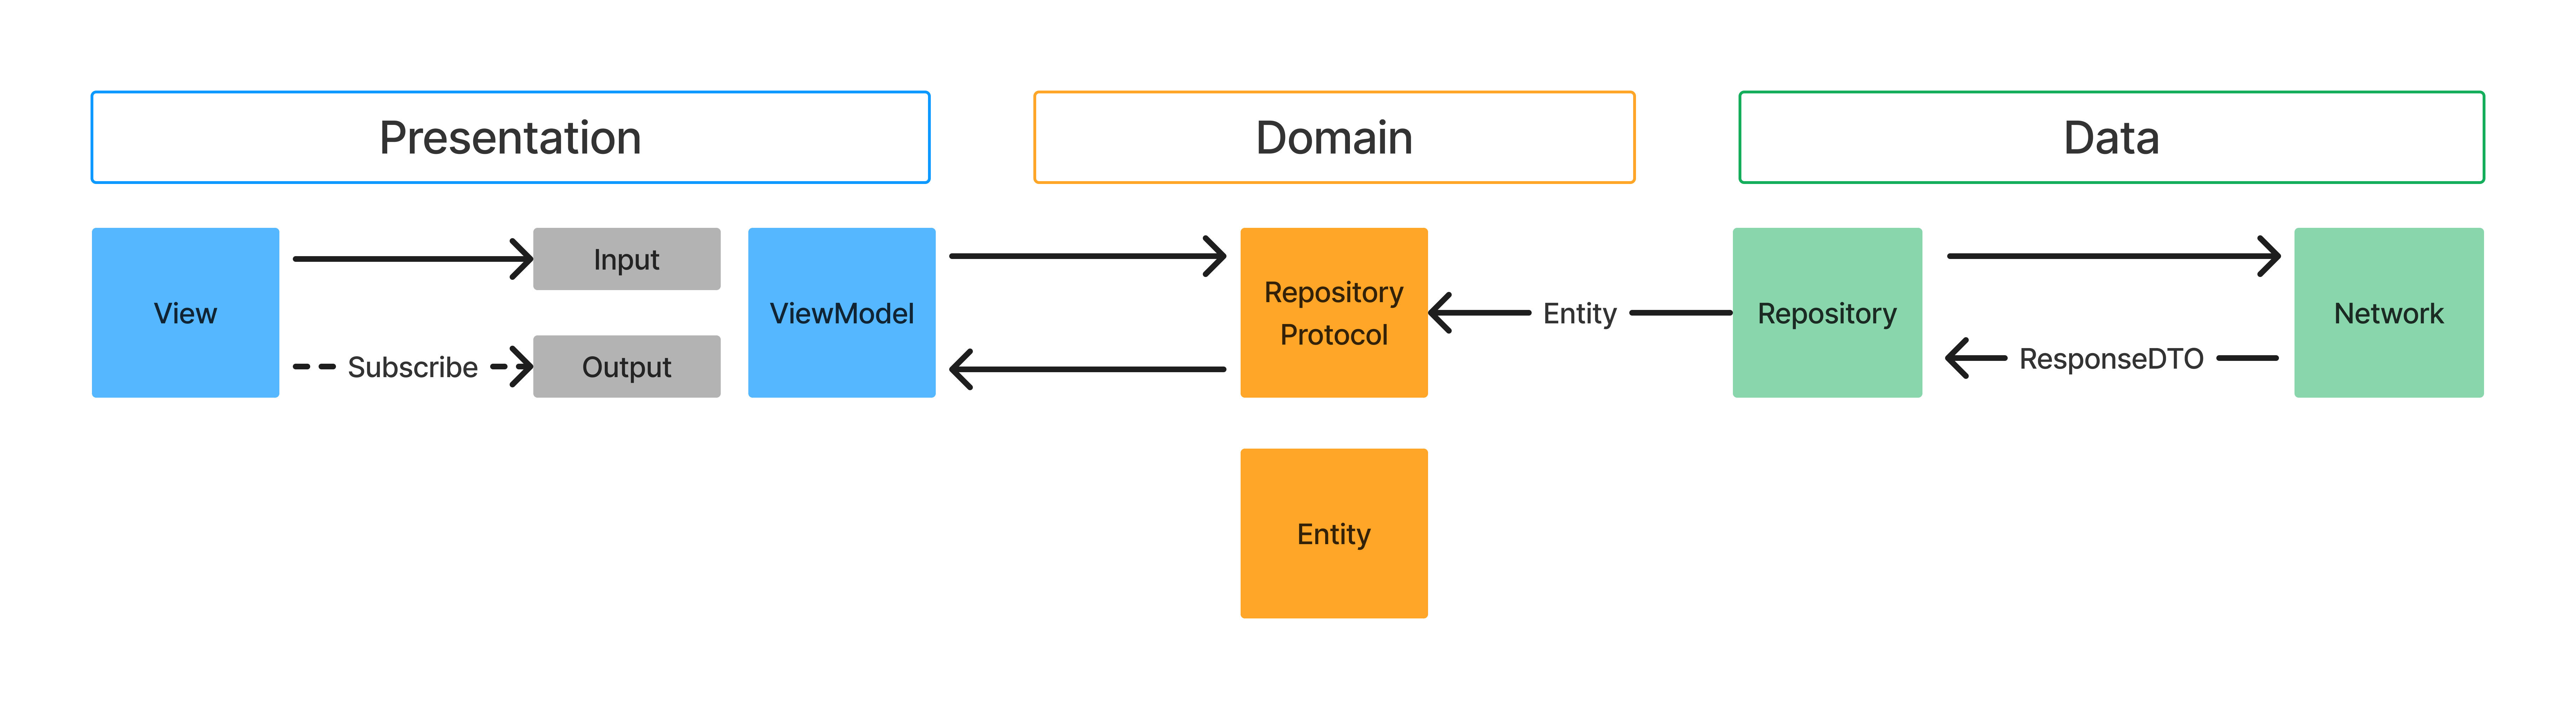 Presentation
Domain
Data
View
Input
Subscribe
Output
ViewModel
Repository
Protocol
Entity
Repository
ResponseDTO
Network
Entity